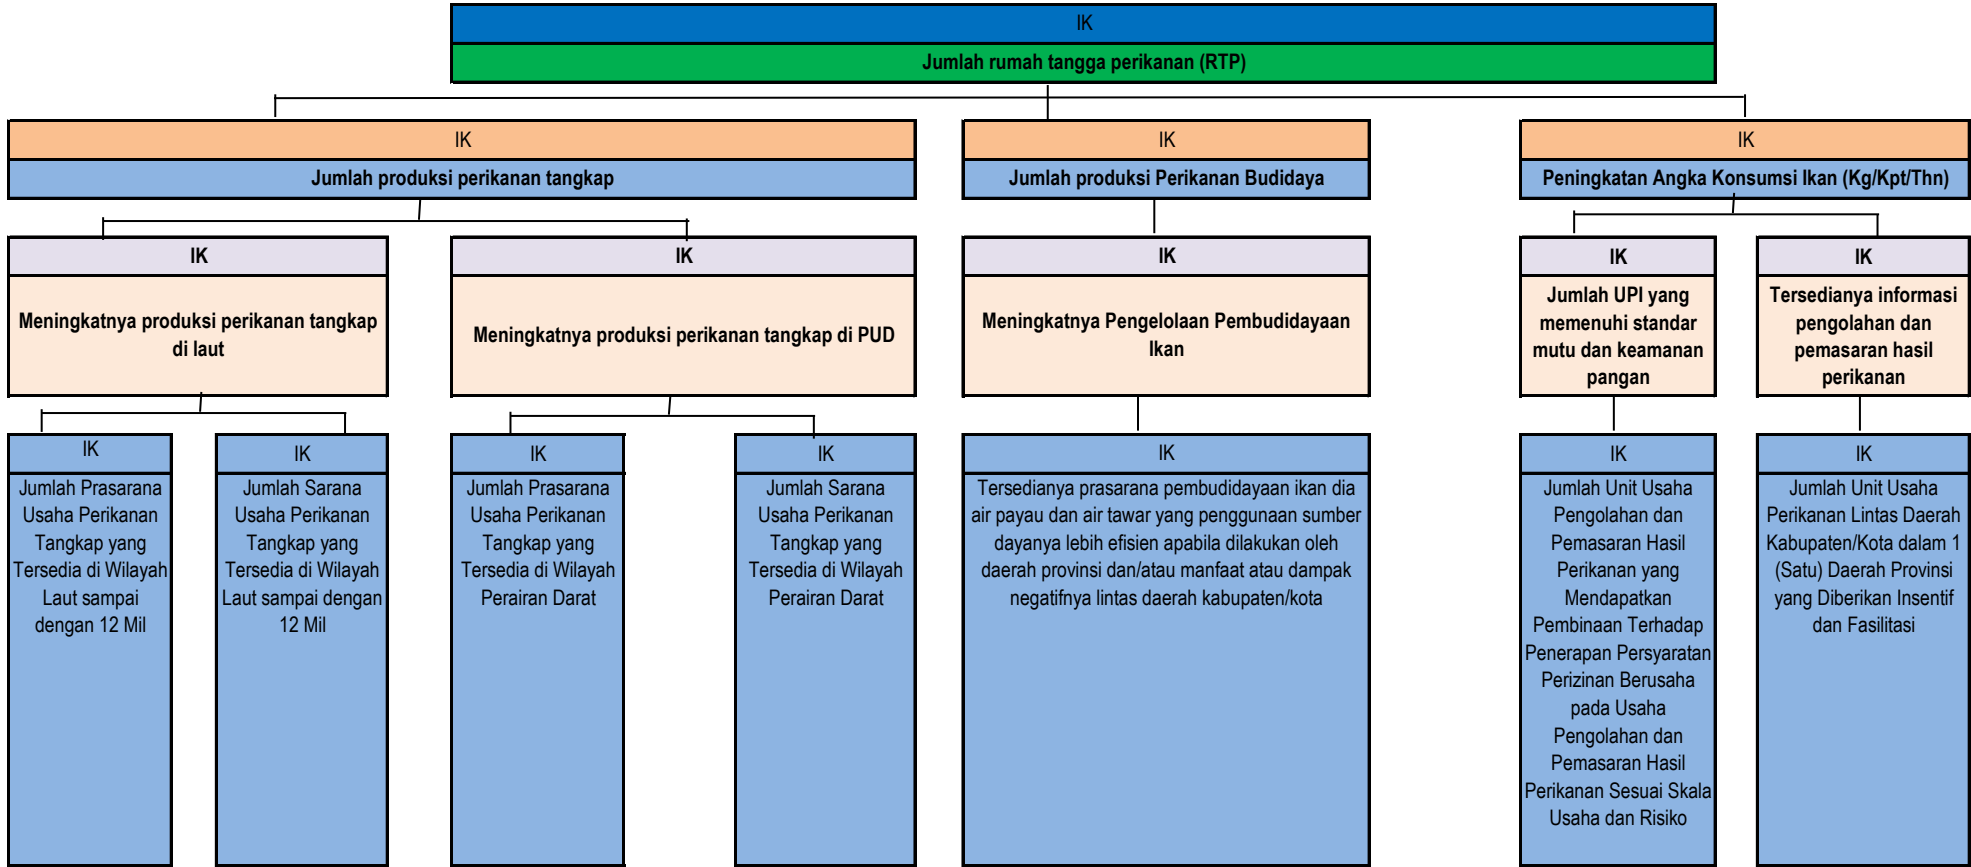 IK
Jumlah rumah tangga perikanan (RTP)
IK
Jumlah produksi perikanan tangkap
IK
Jumlah produksi Perikanan Budidaya
IK
Peningkatan Angka Konsumsi Ikan (Kg/Kpt/Thn)
IK
Meningkatnya produksi perikanan tangkap
di laut
IK
Meningkatnya produksi perikanan tangkap di PUD
IK
Meningkatnya Pengelolaan Pembudidayaan
Ikan
IK
Jumlah UPI yang
memenuhi standar
mutu dan keamanan
pangan
IK
Tersedianya informasi
pengolahan dan
pemasaran hasil
perikanan
IK
Jumlah Prasarana
Usaha Perikanan
Tangkap yang
Tersedia di Wilayah
Laut sampai
dengan 12 Mil
IK
Jumlah Sarana
Usaha Perikanan
Tangkap yang
Tersedia di Wilayah
Laut sampai dengan
12 Mil
IK
Jumlah Prasarana
Usaha Perikanan
Tangkap yang
Tersedia di Wilayah
Perairan Darat
IK
Jumlah Sarana
Usaha Perikanan
Tangkap yang
Tersedia di Wilayah
Perairan Darat
IK
Tersedianya prasarana pembudidayaan ikan dia
air payau dan air tawar yang penggunaan sumber
dayanya lebih efisien apabila dilakukan oleh
daerah provinsi dan/atau manfaat atau dampak
negatifnya lintas daerah kabupaten/kota
IK
Jumlah Unit Usaha
Pengolahan dan
Pemasaran Hasil
Perikanan yang
Mendapatkan
Pembinaan Terhadap
Penerapan Persyaratan
Perizinan Berusaha
pada Usaha
Pengolahan dan
Pemasaran Hasil
Perikanan Sesuai Skala
Usaha dan Risiko
IK
Jumlah Unit Usaha
Perikanan Lintas Daerah
Kabupaten/Kota dalam 1
(Satu) Daerah Provinsi
yang Diberikan Insentif
dan Fasilitasi